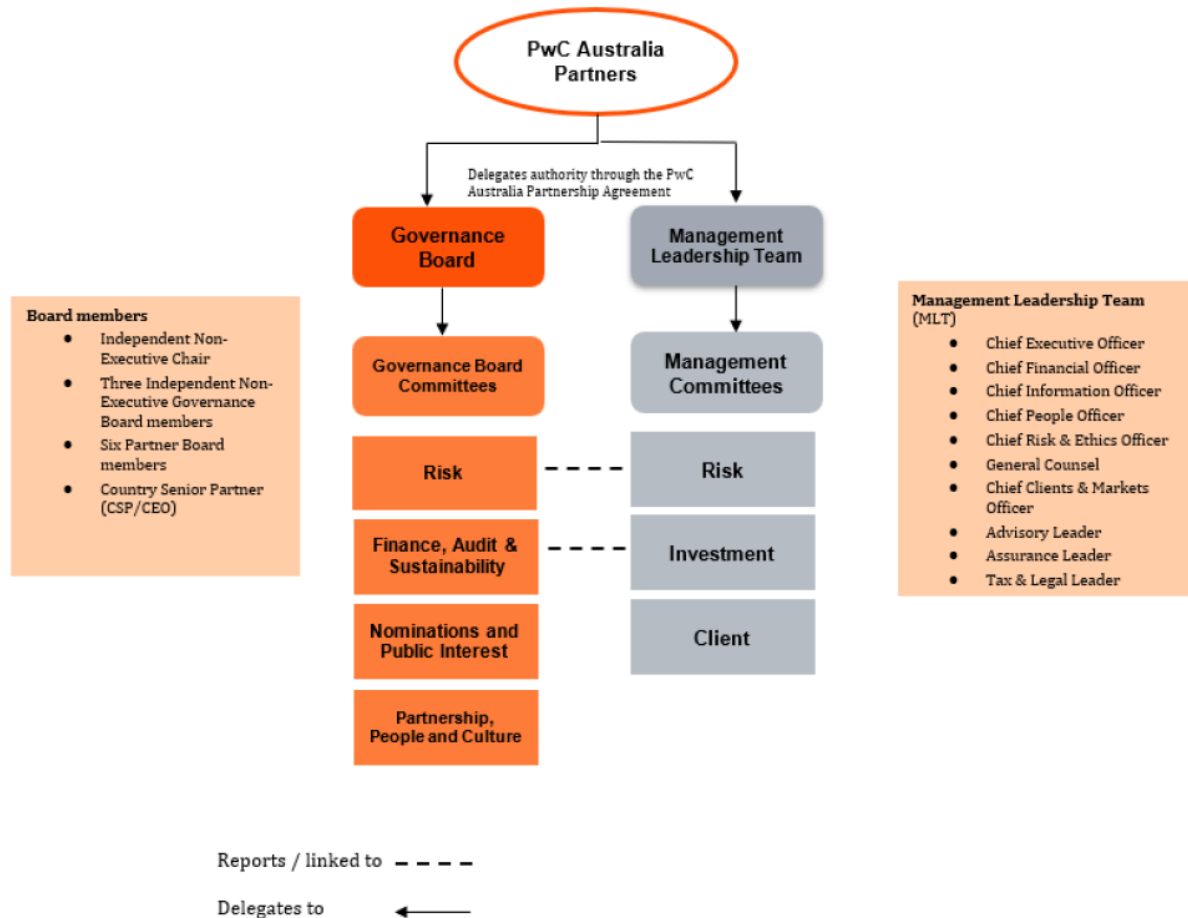 PwC Australia
Partners
Delegates authority through the PwC
Australia Partnership Agreement
Governance
Board
Management
Leadership Team
Board members
● Independent Non-
Executive Chair
● Three Independent Non-
Executive Governance
Board members
● Six Partner Board
members
● Country Senior Partner
(CSP/CEO)
Governance Board
Committees
Management
Committees
Management Leadership Team
(MLT)
● Chief Executive Officer
● Chief Financial Officer
● Chief Information Officer
● Chief People Officer
● Chief Risk & Ethics Officer
● General Counsel
● Chief Clients & Markets
Officer
● Advisory Leader
● Assurance Leader
● Tax & Legal Leader
Risk
Risk
Finance, Audit &
Sustainability
Investment
Nominations and
Public Interest
Client
Partnership,
People and Culture
Reports / linked to
Delegates to